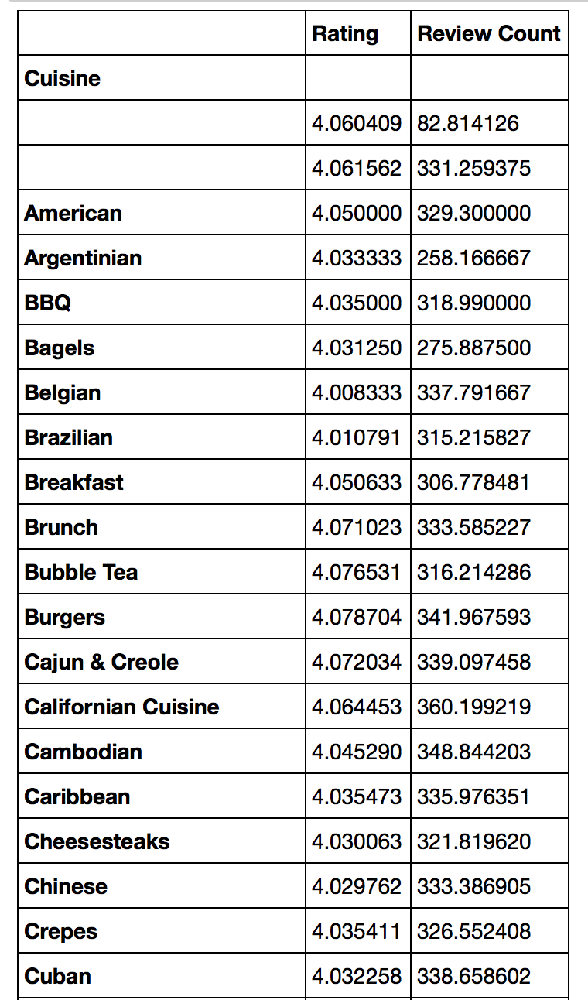 Rating Review Count
Cuisine
4.060409 82.814126
4.061562 331.259375
American 4.050000 329.300000
Argentinian 4.033333 258.166667
BBQ 4.035000 318.990000
Bagels 4.031250 275.887500
Belgian 4.008333 337.791667
Brazilian 4.010791 315.215827
Breakfast 4.050633 306.778481
Brunch 4.071023 333.585227
Bubble Tea 4.076531 316.214286
Burgers 4.078704 341.967593
Cajun & Creole 4.072034 339.097458
Californian Cuisine 4.064453 360.199219
Cambodian 4.045290 348.844203
Caribbean 4.035473 335.976351
Cheesesteaks 4.030063 321.819620
Chinese 4.029762 333.386905
Crepes 4.035411 326.552408
Cuban 4.032258 338.658602